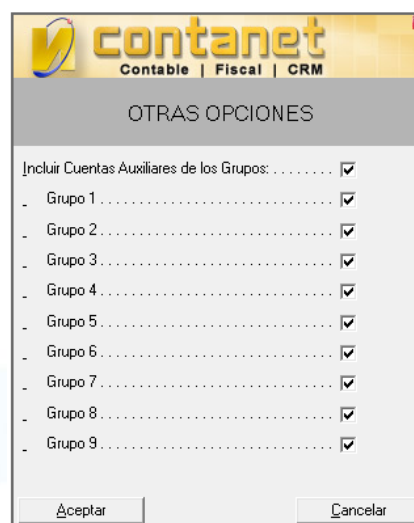 contanet
Contable | Fiscal | CRM
OTRAS OPCIONES
Incluir Cuentas Auxiliares de los Grupos: . . . . . . . .
- Grupo 1 . . . . . . . . . . . . . . . . . . . . . . . . . . . . . .
- Grupo 2 . . . . . . . . . . . . . . . . . . . . . . . . . . . . . .
- Grupo 3 . . . . . . . . . . . . . . . . . . . . . . . . . . . . . .
- Grupo 4 . . . . . . . . . . . . . . . . . . . . . . . . . . . . . .
- Grupo 5 . . . . . . . . . . . . . . . . . . . . . . . . . . . . . .
- Grupo 6 . . . . . . . . . . . . . . . . . . . . . . . . . . . . . .
- Grupo 7 . . . . . . . . . . . . . . . . . . . . . . . . . . . . . .
- Grupo 8 . . . . . . . . . . . . . . . . . . . . . . . . . . . . . .
- Grupo 9 . . . . . . . . . . . . . . . . . . . . . . . . . . . . . .
Aceptar Cancelar